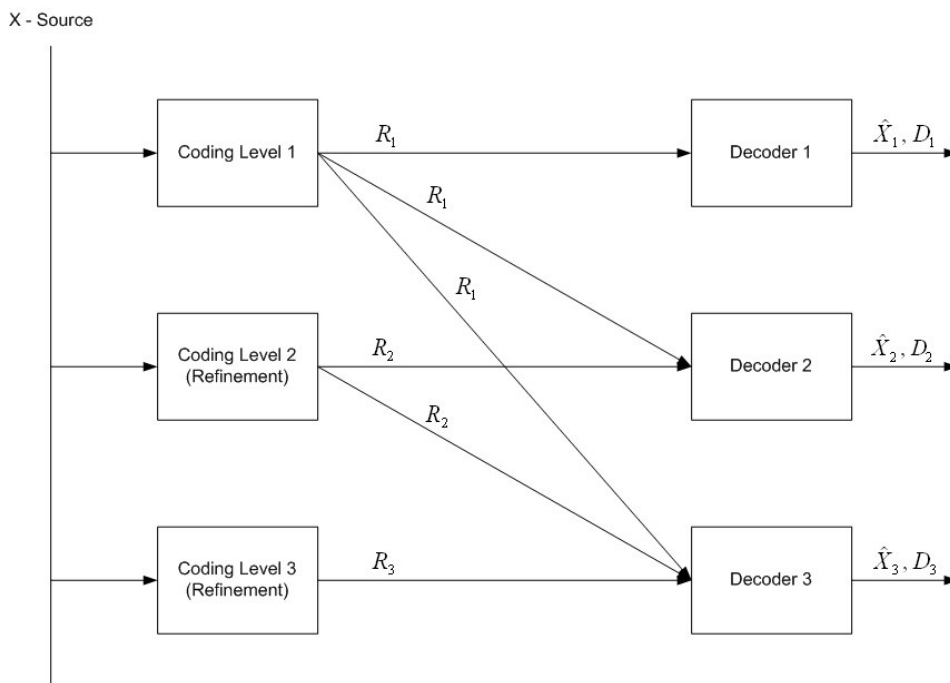 X - Source
Coding Level 1
R₁
Decoder 1
X̂₁, D₁
R₁
R₁
Coding Level 2
(Refinement)
R₂
Decoder 2
X̂₂, D₂
R₂
Coding Level 3
(Refinement)
R₃
Decoder 3
X̂₃, D₃